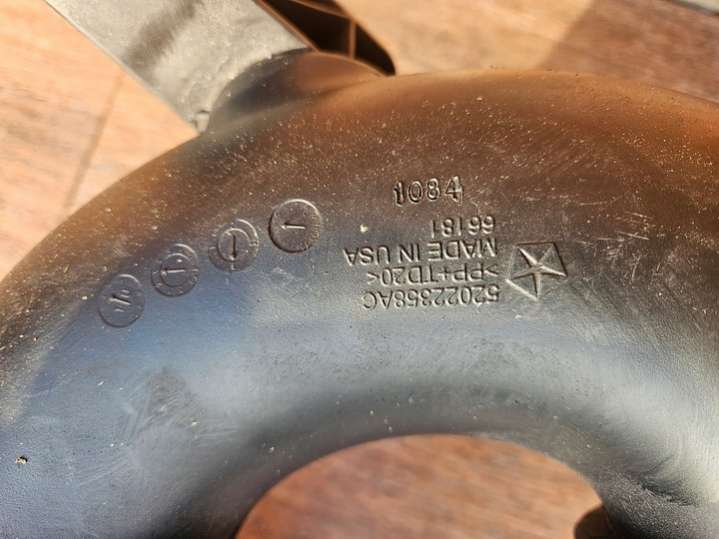 1084
52022358AC
>PP+TD20<
MADE IN USA
66181